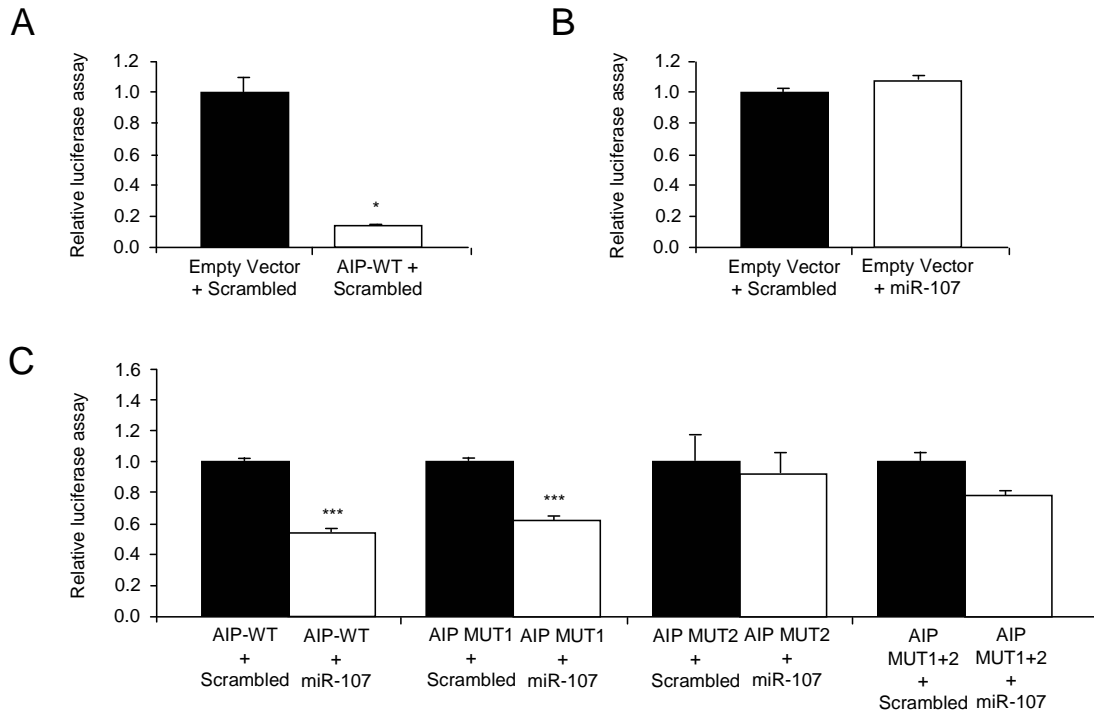 A
Relative luciferase assay
1.2
1.0
0.8
0.6
0.4
0.2
0.0
*
Empty Vector
+ Scrambled
AIP-WT +
Scrambled
B
Relative luciferase assay
1.2
1.0
0.8
0.6
0.4
0.2
0.0
Empty Vector
+ Scrambled
Empty Vector
+ miR-107
C
Relative luciferase assay
1.6
1.4
1.2
1.0
0.8
0.6
0.4
0.2
0.0
***
***
AIP-WT
+
Scrambled
AIP-WT
+
miR-107
AIP MUT1
+
Scrambled
AIP MUT1
+
miR-107
AIP MUT2
+
Scrambled
AIP MUT2
+
miR-107
AIP
MUT1+2
+
Scrambled
AIP
MUT1+2
+
miR-107